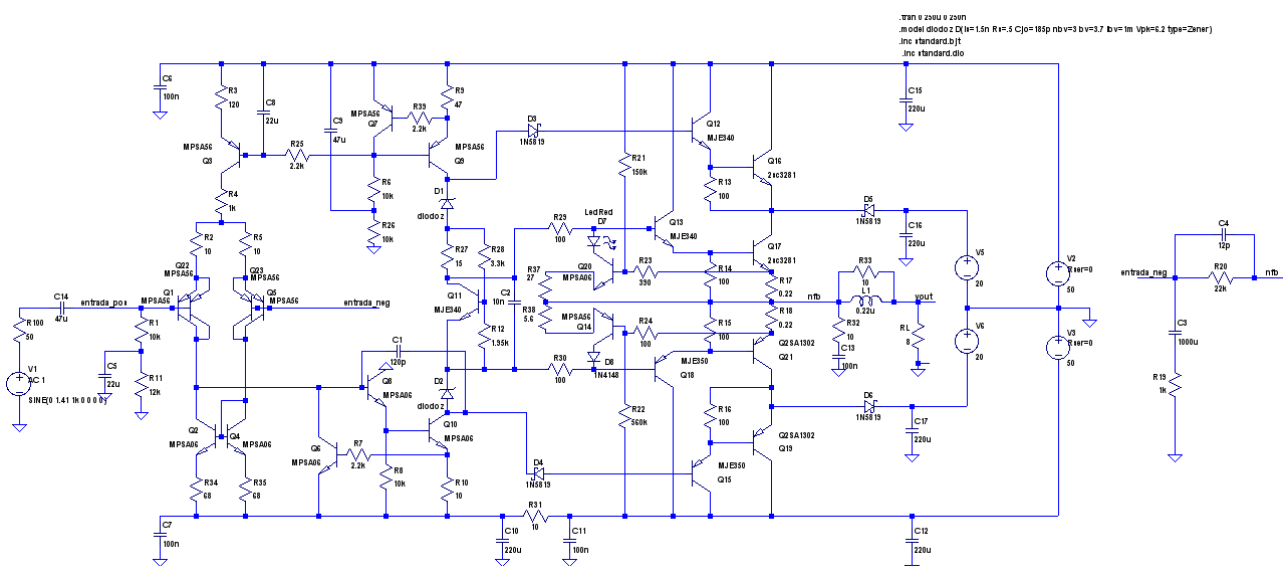 .tran 0 250u 0 250n
.model diodoz D(Is=1.5n Rs=.5 Cjo=185p nbv=3 bv=3.7 Ibv=1m Vpk=6.2 type=Zener)
.inc standard.bjt
.inc standard.dio
C6
100n
R3
120
C8
22u
C9
47u
MPSA56
Q7
R39
2.2k
R9
47
MPSA56
Q9
MPSA56
Q3
R25
2.2k
R4
1k
R6
10k
R26
10k
D1
diodoz
D3
1N5819
Q12
MJE340
R13
100
Q16
2sc3281
C15
220u
R21
150k
Led Red
D7
Q13
MJE340
R29
100
D5
1N5819
C16
220u
V5
20
V2
Rser=0
50
R2
10
R5
10
Q22
MPSA56
Q23
MPSA56
Q1
MPSA56
Q5
MPSA56
C14
47u
entrada_pos
entrada_neg
R100
50
V1
AC 1
SINE(0 1.41 1k 0 0 0 0)
R1
10k
C5
22u
R11
12k
R27
15
R28
3.3k
Q11
MJE340
R12
1.95k
C2
10n
Q20
MPSA06
R37
27
R38
5.6
MPSA56
Q14
R23
390
R24
100
Q17
2sc3281
R14
100
R15
100
R17
0.22
R18
0.22
nfb
R33
10
L1
0.22u
vout
R32
10
C13
100n
RL
8
V6
20
V3
Rser=0
50
C1
120p
Q8
MPSA06
D2
diodoz
Q10
MPSA06
R30
100
D8
1N4148
MJE350
Q18
Q2SA1302
Q21
D6
1N5819
C17
220u
R22
560k
R16
100
Q2SA1302
Q19
MJE350
Q15
D4
1N5819
Q2
MPSA06
Q4
MPSA06
R34
68
R35
68
Q6
MPSA06
R7
2.2k
R8
10k
R10
10
C7
100n
R31
10
C10
220u
C11
100n
C12
220u
C4
12p
entrada_neg
R20
22k
nfb
C3
1000u
R19
1k